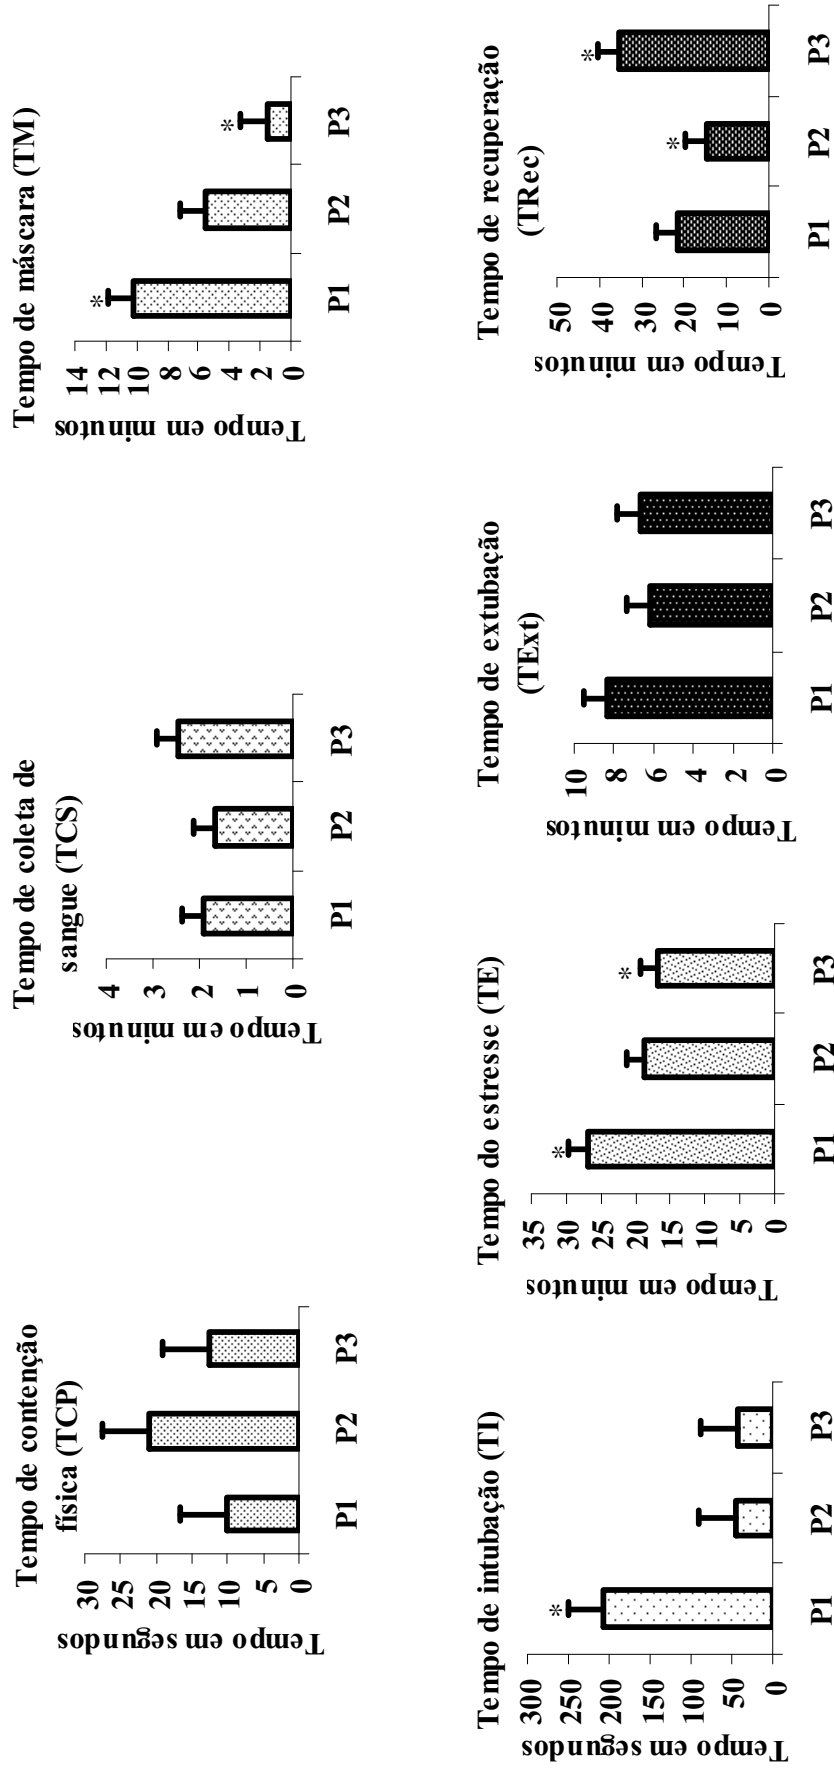 Tempo de contenção
física (TCP)
Tempo em segundos
30
25
20
15
10
5
0
P1 P2 P3
Tempo de coleta de
sangue (TCS)
Tempo em minutos
4
3
2
1
0
P1 P2 P3
Tempo de máscara (TM)
Tempo em minutos
14
12
10
8
6
4
2
0
* *
P1 P2 P3
Tempo de intubação (TI)
Tempo em segundos
300
250
200
150
100
50
0
*
P1 P2 P3
Tempo do estresse (TE)
Tempo em minutos
35
30
25
20
15
10
5
0
* *
P1 P2 P3
Tempo de extubação
(TExt)
Tempo em minutos
10
8
6
4
2
0
P1 P2 P3
Tempo de recuperação
(TRec)
Tempo em minutos
50
40
30
20
10
0
* *
P1 P2 P3